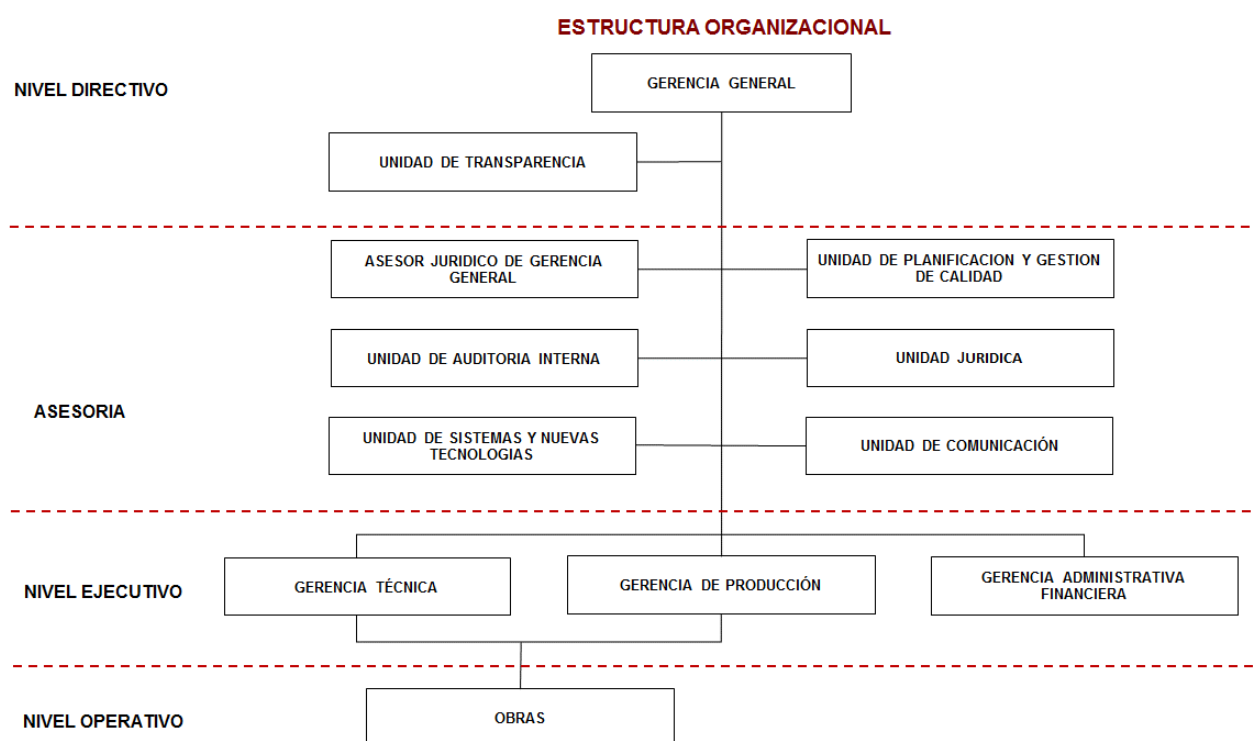 ESTRUCTURA ORGANIZACIONAL
NIVEL DIRECTIVO
GERENCIA GENERAL
UNIDAD DE TRANSPARENCIA
ASESORIA
ASESOR JURIDICO DE GERENCIA
GENERAL
UNIDAD DE PLANIFICACION Y GESTION
DE CALIDAD
UNIDAD DE AUDITORIA INTERNA
UNIDAD JURIDICA
UNIDAD DE SISTEMAS Y NUEVAS
TECNOLOGIAS
UNIDAD DE COMUNICACIÓN
NIVEL EJECUTIVO
GERENCIA TÉCNICA
GERENCIA DE PRODUCCIÓN
GERENCIA ADMINISTRATIVA
FINANCIERA
NIVEL OPERATIVO
OBRAS